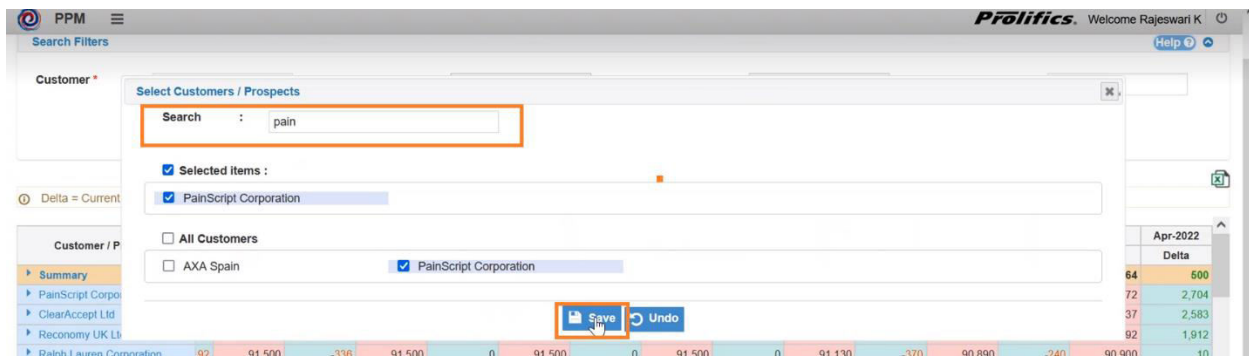 PPM Prolifics. Welcome Rajeswari K
Search Filters Help
Customer *
Select Customers / Prospects
Search : pain
Selected items :
PainScript Corporation
Delta = Current
All Customers
Apr-2022
Customer / P
AXA Spain PainScript Corporation
Delta
Summary 64 500
PainScript Corpo 72 2,704
ClearAccept Ltd 37 2,583
Save Undo
Reconomy UK Lt 92 1,912
Ralph Lauren Corporation 92 91,500 -336 91,500 0 91,500 0 91,500 0 91,130 -370 90,890 -240 90,900 10